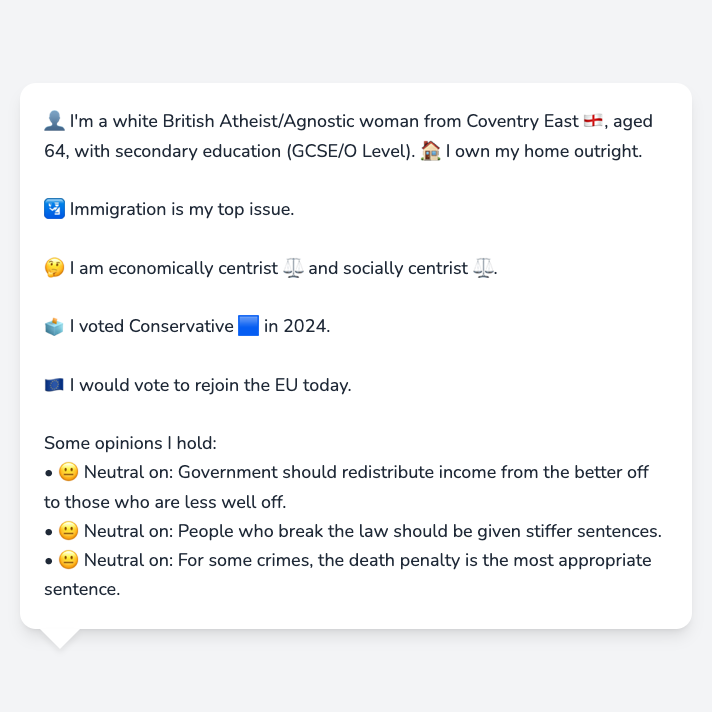 👤 I'm a white British Atheist/Agnostic woman from Coventry East 🏴󠁧󠁢󠁥󠁮󠁧󠁿, aged
64, with secondary education (GCSE/O Level). 🏠 I own my home outright.
🛂 Immigration is my top issue.
🤔 I am economically centrist ⚖️ and socially centrist ⚖️.
🗳️ I voted Conservative 🟦 in 2024.
🇪🇺 I would vote to rejoin the EU today.
Some opinions I hold:
• 😐 Neutral on: Government should redistribute income from the better off
to those who are less well off.
• 😐 Neutral on: People who break the law should be given stiffer sentences.
• 😐 Neutral on: For some crimes, the death penalty is the most appropriate
sentence.